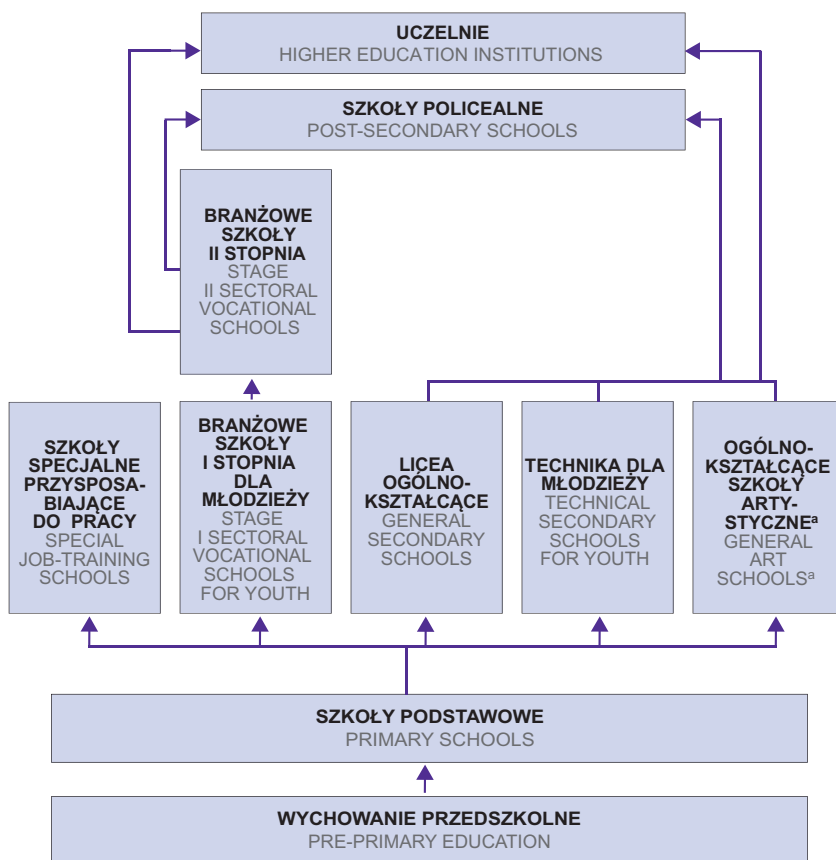 UCZELNIE
HIGHER EDUCATION INSTITUTIONS
SZKOŁY POLICEALNE
POST-SECONDARY SCHOOLS
BRANŻOWE
SZKOŁY
II STOPNIA
STAGE
II SECTORAL
VOCATIONAL
SCHOOLS
SZKOŁY
SPECJALNE
PRZYSPOSA-
BIAJĄCE
DO PRACY
SPECIAL
JOB-TRAINING
SCHOOLS
BRANŻOWE
SZKOŁY
I STOPNIA
DLA
MŁODZIEŻY
STAGE
I SECTORAL
VOCATIONAL
SCHOOLS
FOR YOUTH
LICEA
OGÓLNO-
KSZTAŁCĄCE
GENERAL
SECONDARY
SCHOOLS
TECHNIKA DLA
MŁODZIEŻY
TECHNICAL
SECONDARY
SCHOOLS
FOR YOUTH
OGÓLNO-
KSZTAŁCĄCE
SZKOŁY
ARTY-
STYCZNEᵃ
GENERAL
ART
SCHOOLSᵃ
SZKOŁY PODSTAWOWE
PRIMARY SCHOOLS
WYCHOWANIE PRZEDSZKOLNE
PRE-PRIMARY EDUCATION